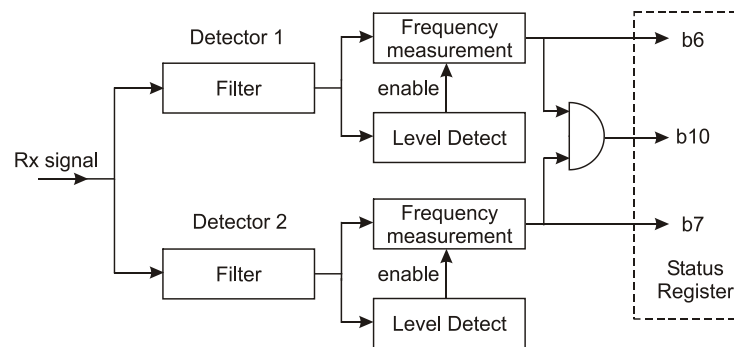 Detector 1
Frequency
measurement
b6
Filter
enable
Level Detect
b10
Rx signal
Detector 2
Frequency
measurement
b7
Filter
enable
Level Detect
Status
Register